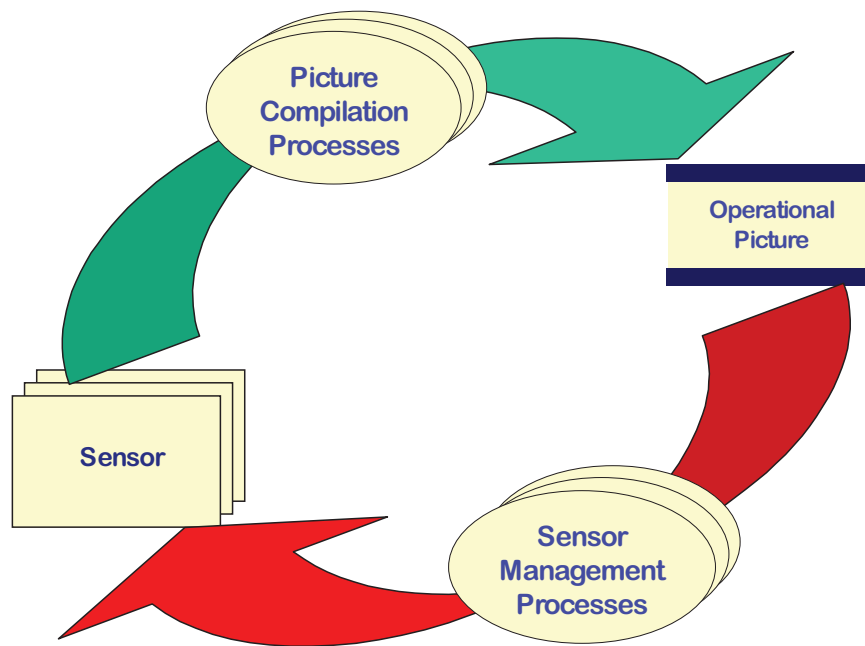 Picture
Compilation
Processes
Operational
Picture
Sensor
Sensor
Management
Processes